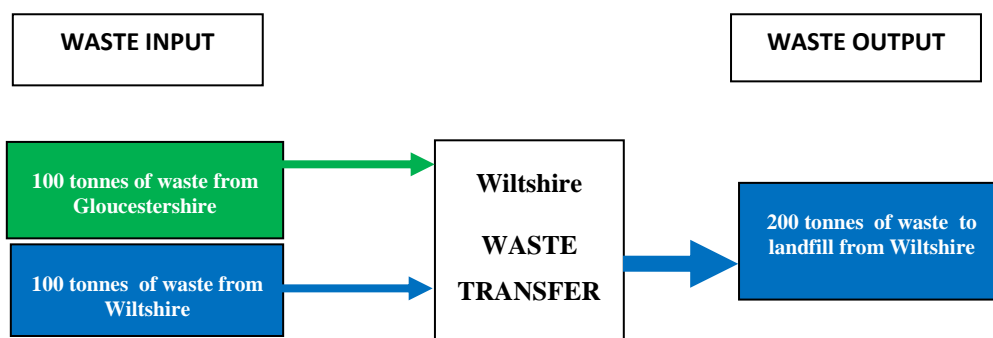 WASTE INPUT
WASTE OUTPUT
100 tonnes of waste from
Gloucestershire
100 tonnes of waste from
Wiltshire
Wiltshire
WASTE
TRANSFER
200 tonnes of waste to
landfill from Wiltshire